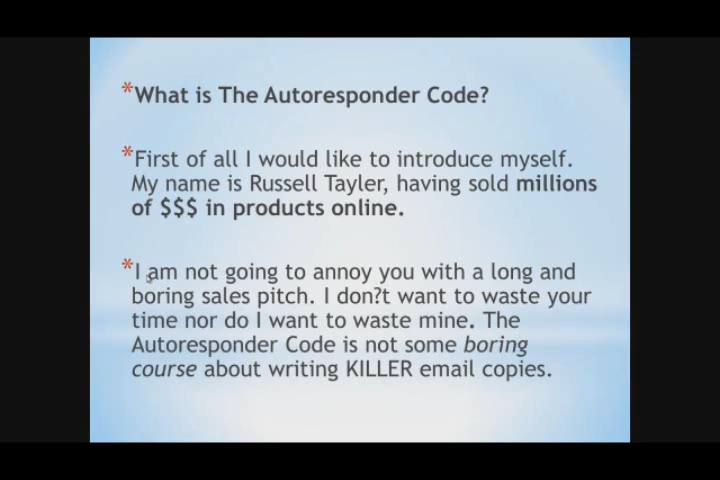 *What is The Autoresponder Code?
*First of all I would like to introduce myself.
My name is Russell Tayler, having sold millions
of $$$ in products online.
*I am not going to annoy you with a long and
boring sales pitch. I don?t want to waste your
time nor do I want to waste mine. The
Autoresponder Code is not some boring
course about writing KILLER email copies.